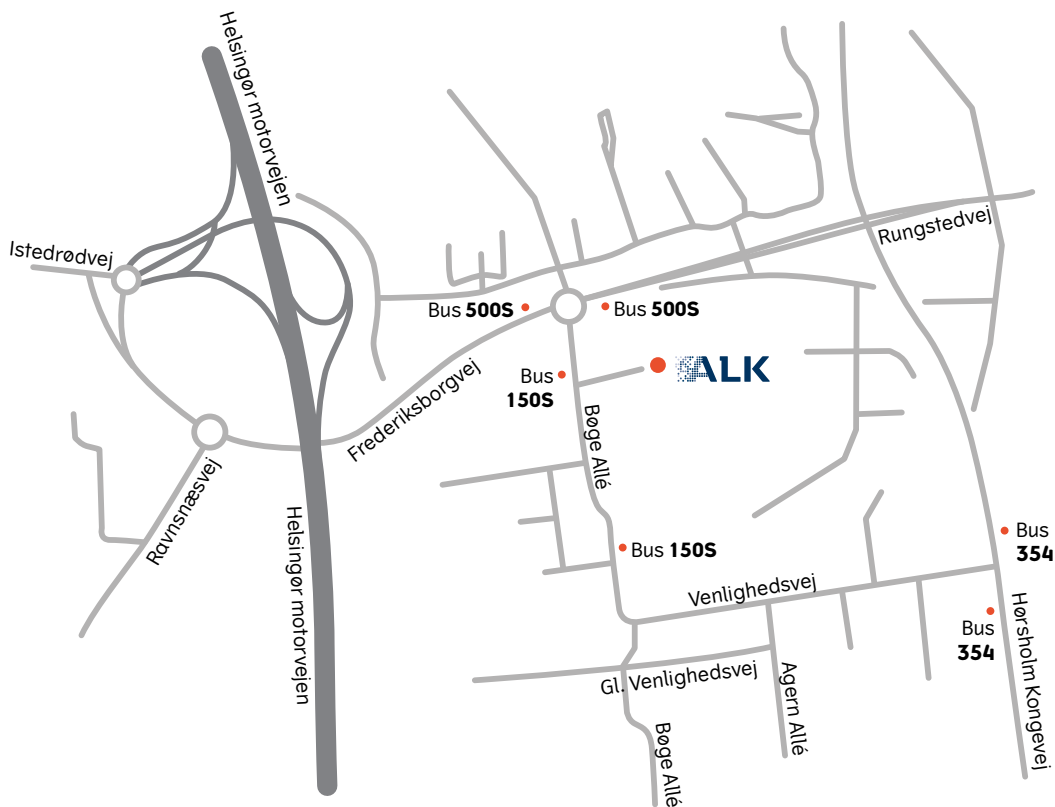 Helsingør motorvejen
Istedrødvej
Rungstedvej
Bus 500S
Bus 500S
Bus
150S
ALK
Frederiksborgvej
Bøge Allé
Ravnsnæsvej
Helsingør motorvejen
Bus 150S
Bus
354
Venlighedsvej
Hørsholm Kongevej
Bus
354
Gl. Venlighedsvej
Agern Allé
Bøge Allé